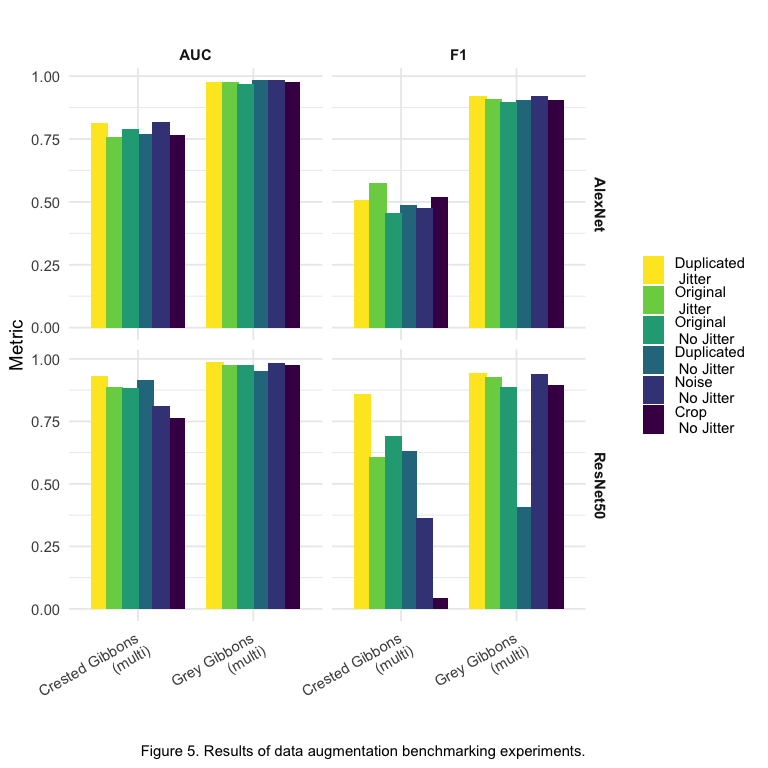 AUC
F1
1.00
0.75
0.50
0.25
0.00
AlexNet
Metric
1.00
0.75
0.50
0.25
0.00
ResNet50
Crested Gibbons
(multi)
Grey Gibbons
(multi)
Crested Gibbons
(multi)
Grey Gibbons
(multi)
Duplicated
Jitter
Original
Jitter
Original
No Jitter
Duplicated
No Jitter
Noise
No Jitter
Crop
No Jitter
Figure 5. Results of data augmentation benchmarking experiments.